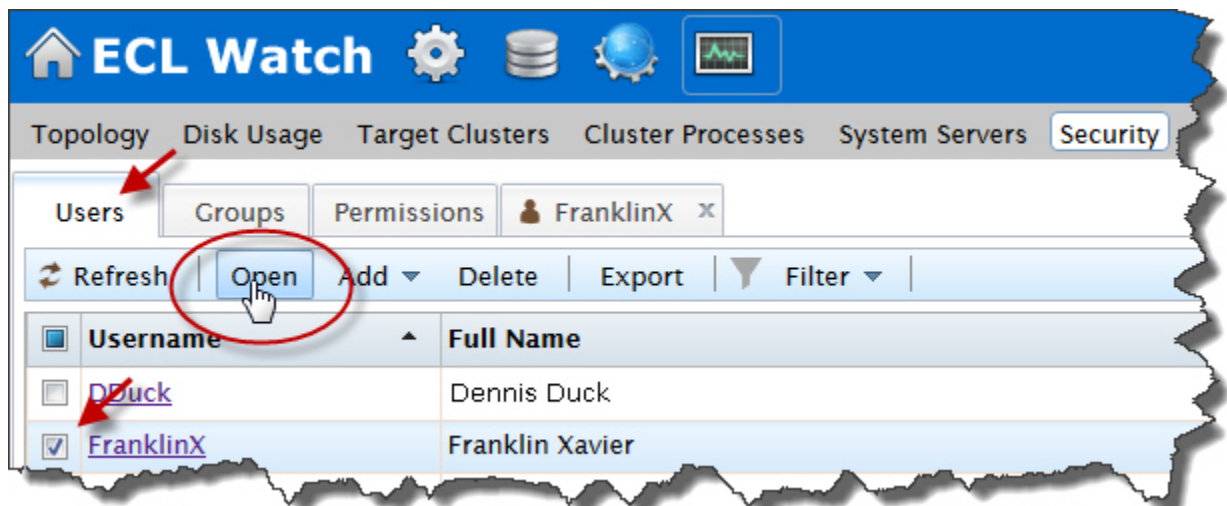 ECL Watch
Topology Disk Usage Target Clusters Cluster Processes System Servers Security
Users Groups Permissions FranklinX x
Refresh Open Add Delete Export Filter
Username Full Name
DDuck Dennis Duck
FranklinX Franklin Xavier